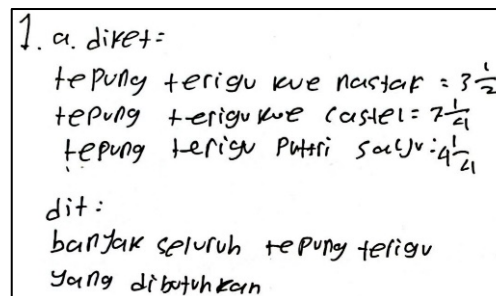 1. a. diket =
tepung terigu kue nastar = 3 1/2
tepung terigu kue castel = 2 1/4
tepung terigu putri salju : 4 1/4
dit :
banyak seluruh tepung terigu
yang dibutuhkan